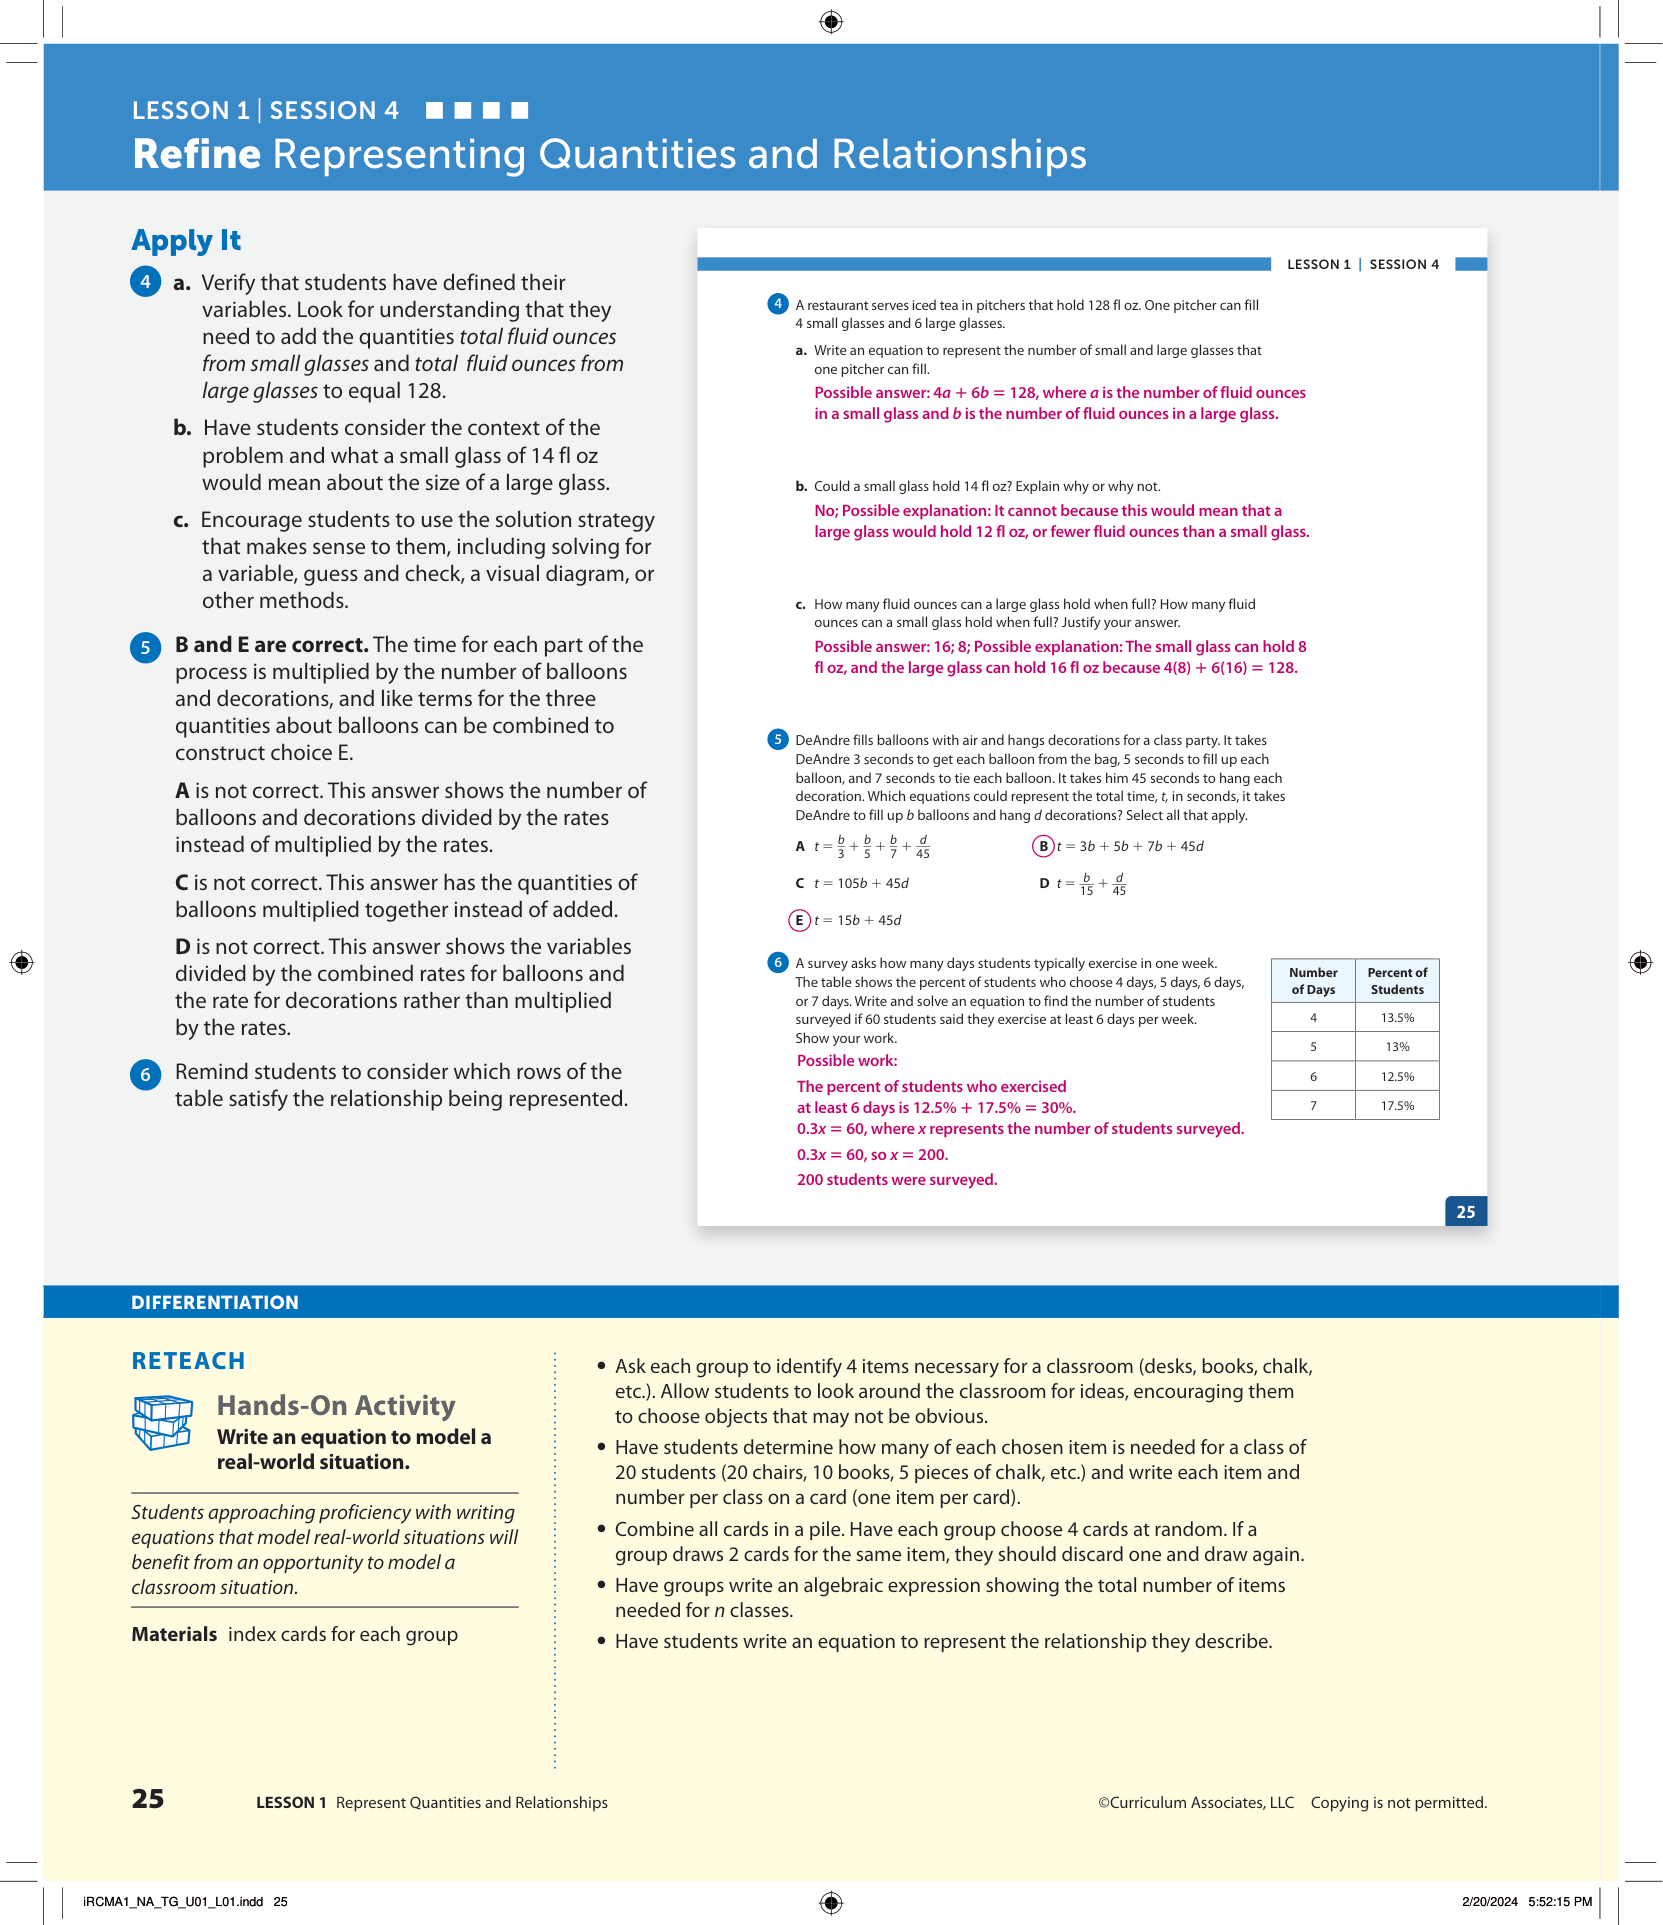 LESSON 1 | SESSION 4
Refine Representing Quantities and Relationships
Apply It
4 a. Verify that students have defined their
variables. Look for understanding that they
need to add the quantities total fluid ounces
from small glasses and total fluid ounces from
large glasses to equal 128.
b. Have students consider the context of the
problem and what a small glass of 14 fl oz
would mean about the size of a large glass.
c. Encourage students to use the solution strategy
that makes sense to them, including solving for
a variable, guess and check, a visual diagram, or
other methods.
5 B and E are correct. The time for each part of the
process is multiplied by the number of balloons
and decorations, and like terms for the three
quantities about balloons can be combined to
construct choice E.
A is not correct. This answer shows the number of
balloons and decorations divided by the rates
instead of multiplied by the rates.
C is not correct. This answer has the quantities of
balloons multiplied together instead of added.
D is not correct. This answer shows the variables
divided by the combined rates for balloons and
the rate for decorations rather than multiplied
by the rates.
6 Remind students to consider which rows of the
table satisfy the relationship being represented.
LESSON 1 | SESSION 4
4 A restaurant serves iced tea in pitchers that hold 128 fl oz. One pitcher can fill
4 small glasses and 6 large glasses.
a. Write an equation to represent the number of small and large glasses that
one pitcher can fill.
Possible answer: 4a + 6b = 128, where a is the number of fluid ounces
in a small glass and b is the number of fluid ounces in a large glass.
b. Could a small glass hold 14 fl oz? Explain why or why not.
No; Possible explanation: It cannot because this would mean that a
large glass would hold 12 fl oz, or fewer fluid ounces than a small glass.
c. How many fluid ounces can a large glass hold when full? How many fluid
ounces can a small glass hold when full? Justify your answer.
Possible answer: 16; 8; Possible explanation: The small glass can hold 8
fl oz, and the large glass can hold 16 fl oz because 4(8) + 6(16) = 128.
5 DeAndre fills balloons with air and hangs decorations for a class party. It takes
DeAndre 3 seconds to get each balloon from the bag, 5 seconds to fill up each
balloon, and 7 seconds to tie each balloon. It takes him 45 seconds to hang each
decoration. Which equations could represent the total time, t, in seconds, it takes
DeAndre to fill up b balloons and hang d decorations? Select all that apply.
A t = b/3 + b/5 + b/7 + d/45 B t = 3b + 5b + 7b + 45d
C t = 105b + 45d D t = b/15 + d/45
E t = 15b + 45d
6 A survey asks how many days students typically exercise in one week.
The table shows the percent of students who choose 4 days, 5 days, 6 days,
or 7 days. Write and solve an equation to find the number of students
surveyed if 60 students said they exercise at least 6 days per week.
Show your work.
Possible work:
The percent of students who exercised
at least 6 days is 12.5% + 17.5% = 30%.
0.3x = 60, where x represents the number of students surveyed.
0.3x = 60, so x = 200.
200 students were surveyed.
Number Percent of
of Days Students
4 13.5%
5 13%
6 12.5%
7 17.5%
25
DIFFERENTIATION
RETEACH
Hands-On Activity
Write an equation to model a
real-world situation.
Students approaching proficiency with writing
equations that model real-world situations will
benefit from an opportunity to model a
classroom situation.
Materials index cards for each group
• Ask each group to identify 4 items necessary for a classroom (desks, books, chalk,
etc.). Allow students to look around the classroom for ideas, encouraging them
to choose objects that may not be obvious.
• Have students determine how many of each chosen item is needed for a class of
20 students (20 chairs, 10 books, 5 pieces of chalk, etc.) and write each item and
number per class on a card (one item per card).
• Combine all cards in a pile. Have each group choose 4 cards at random. If a
group draws 2 cards for the same item, they should discard one and draw again.
• Have groups write an algebraic expression showing the total number of items
needed for n classes.
• Have students write an equation to represent the relationship they describe.
25 LESSON 1 Represent Quantities and Relationships ©Curriculum Associates, LLC Copying is not permitted.
iRCMA1_NA_TG_U01_L01.indd 25 2/20/2024 5:52:15 PM